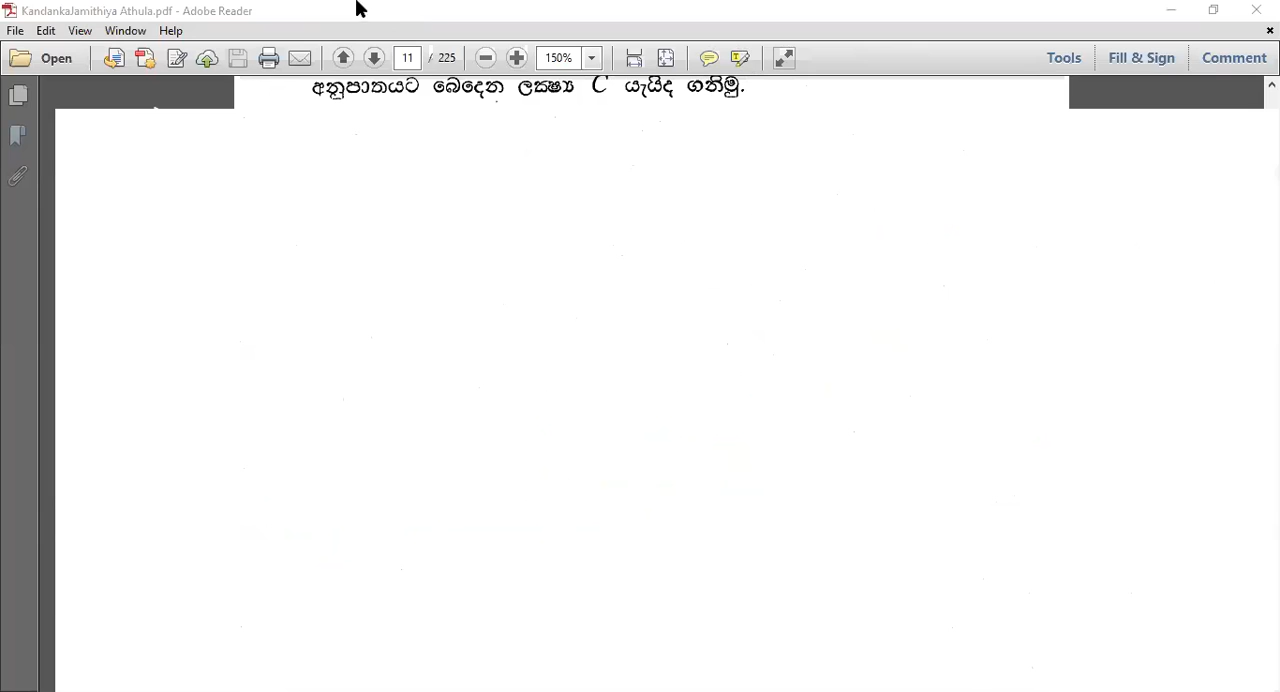 KandankaJamithiya Athula.pdf - Adobe Reader
File Edit View Window Help
Open 11 / 225 150% Tools Fill & Sign Comment
අනුපාතයට බෙදෙන ලක්‍ෂ්‍ය C යැයිද ගනිමු.